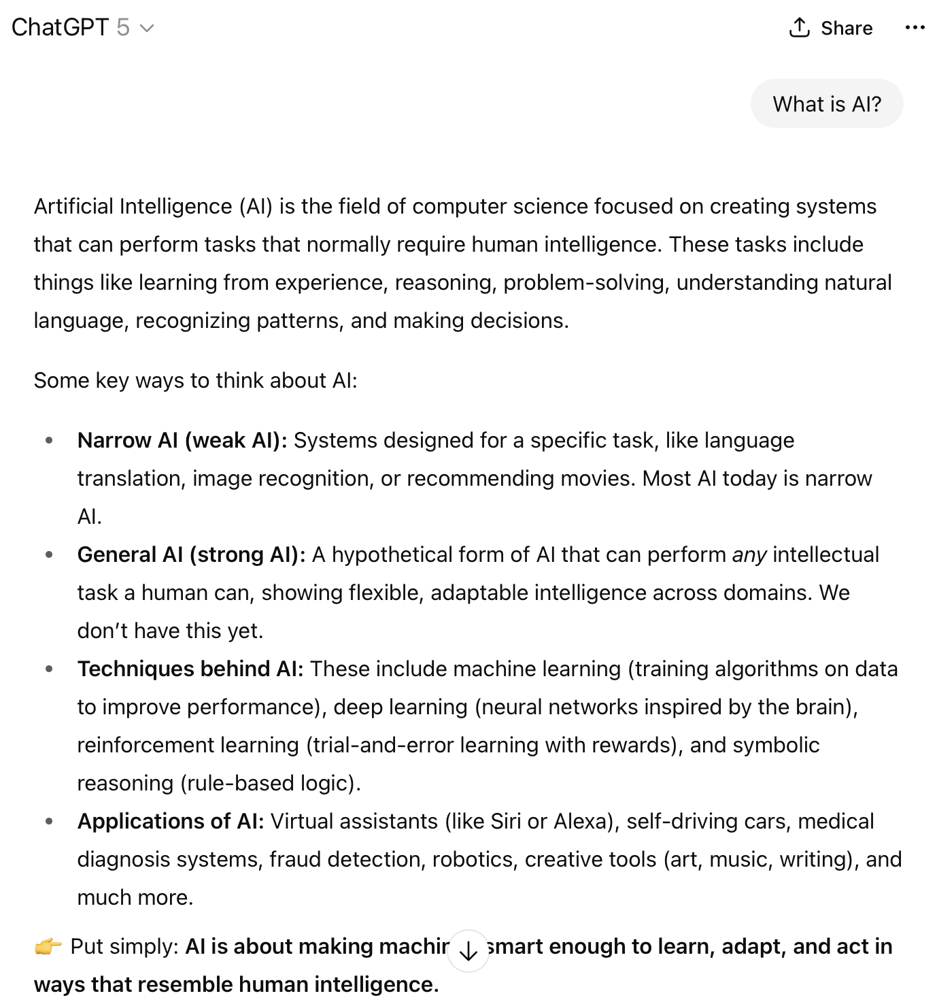 ChatGPT 5
Share
What is AI?
Artificial Intelligence (AI) is the field of computer science focused on creating systems
that can perform tasks that normally require human intelligence. These tasks include
things like learning from experience, reasoning, problem-solving, understanding natural
language, recognizing patterns, and making decisions.
Some key ways to think about AI:
• Narrow AI (weak AI): Systems designed for a specific task, like language
translation, image recognition, or recommending movies. Most AI today is narrow
AI.
• General AI (strong AI): A hypothetical form of AI that can perform any intellectual
task a human can, showing flexible, adaptable intelligence across domains. We
don’t have this yet.
• Techniques behind AI: These include machine learning (training algorithms on data
to improve performance), deep learning (neural networks inspired by the brain),
reinforcement learning (trial-and-error learning with rewards), and symbolic
reasoning (rule-based logic).
• Applications of AI: Virtual assistants (like Siri or Alexa), self-driving cars, medical
diagnosis systems, fraud detection, robotics, creative tools (art, music, writing), and
much more.
👉 Put simply: AI is about making smart enough to learn, adapt, and act in
ways that resemble human intelligence.